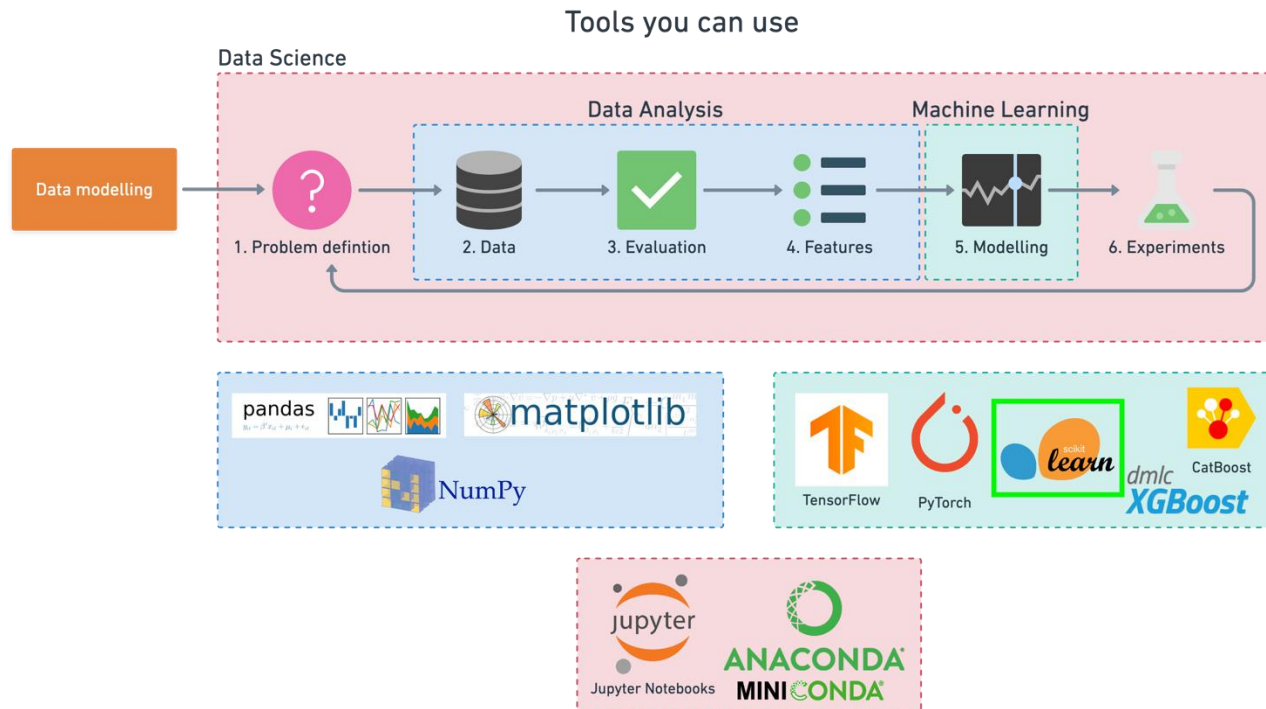 Tools you can use
Data Science
Data Analysis
Machine Learning
Data modelling
?
1. Problem defintion
2. Data
3. Evaluation
4. Features
5. Modelling
6. Experiments
pandas
matplotlib
NumPy
TensorFlow
PyTorch
scikit
learn
CatBoost
dmlc
XGBoost
jupyter
Jupyter Notebooks
ANACONDA®
MINICONDA®